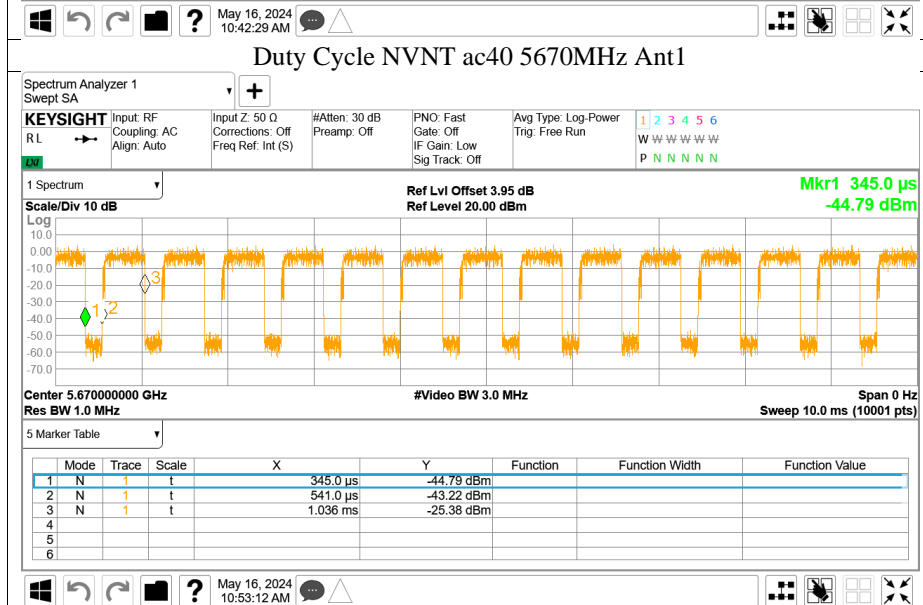 May 16, 2024
10:42:29 AM
Duty Cycle NVNT ac40 5670MHz Ant1
Spectrum Analyzer 1
Swept SA
KEYSIGHT
R L
LXI
Input: RF
Coupling: AC
Align: Auto
Input Z: 50 Ω
Corrections: Off
Freq Ref: Int (S)
#Atten: 30 dB
Preamp: Off
PNO: Fast
Gate: Off
IF Gain: Low
Sig Track: Off
Avg Type: Log-Power
Trig: Free Run
1 2 3 4 5 6
W W W W W W
P N N N N N
1 Spectrum
Scale/Div 10 dB
Ref Lvl Offset 3.95 dB
Ref Level 20.00 dBm
Mkr1 345.0 µs
-44.79 dBm
Log
10.0
0.00
-10.0
-20.0
-30.0
-40.0
-50.0
-60.0
-70.0
1
2
3
Center 5.670000000 GHz
#Video BW 3.0 MHz
Span 0 Hz
Res BW 1.0 MHz
Sweep 10.0 ms (10001 pts)
5 Marker Table
Mode Trace Scale X Y Function Function Width Function Value
1 N 1 t 345.0 µs -44.79 dBm
2 N 1 t 541.0 µs -43.22 dBm
3 N 1 t 1.036 ms -25.38 dBm
4
5
6
May 16, 2024
10:53:12 AM